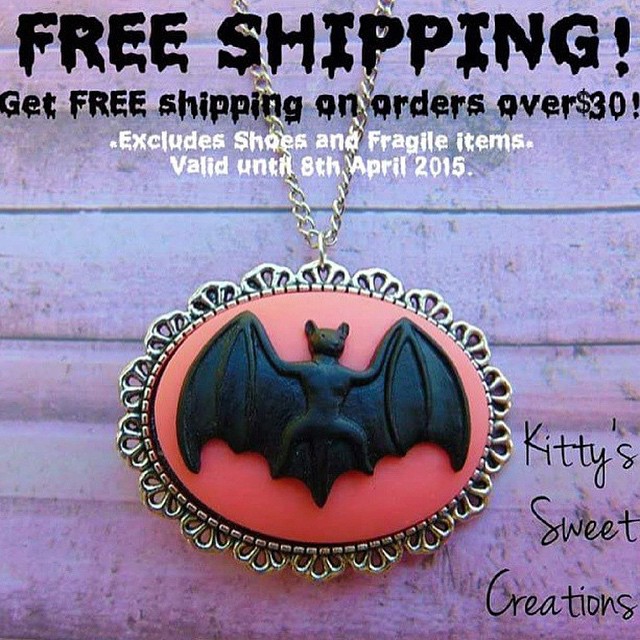 FREE SHIPPING!
Get FREE shipping on orders over $30!
*Excludes Shoes and Fragile items*
Valid until 8th April 2015.
Kitty's
Sweet
Creations